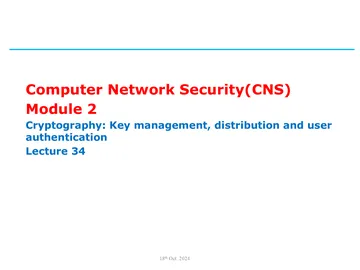 Computer Network Security(CNS)
Module 2
Cryptography: Key management, distribution and user
authentication
Lecture 34
18th Oct. 2021